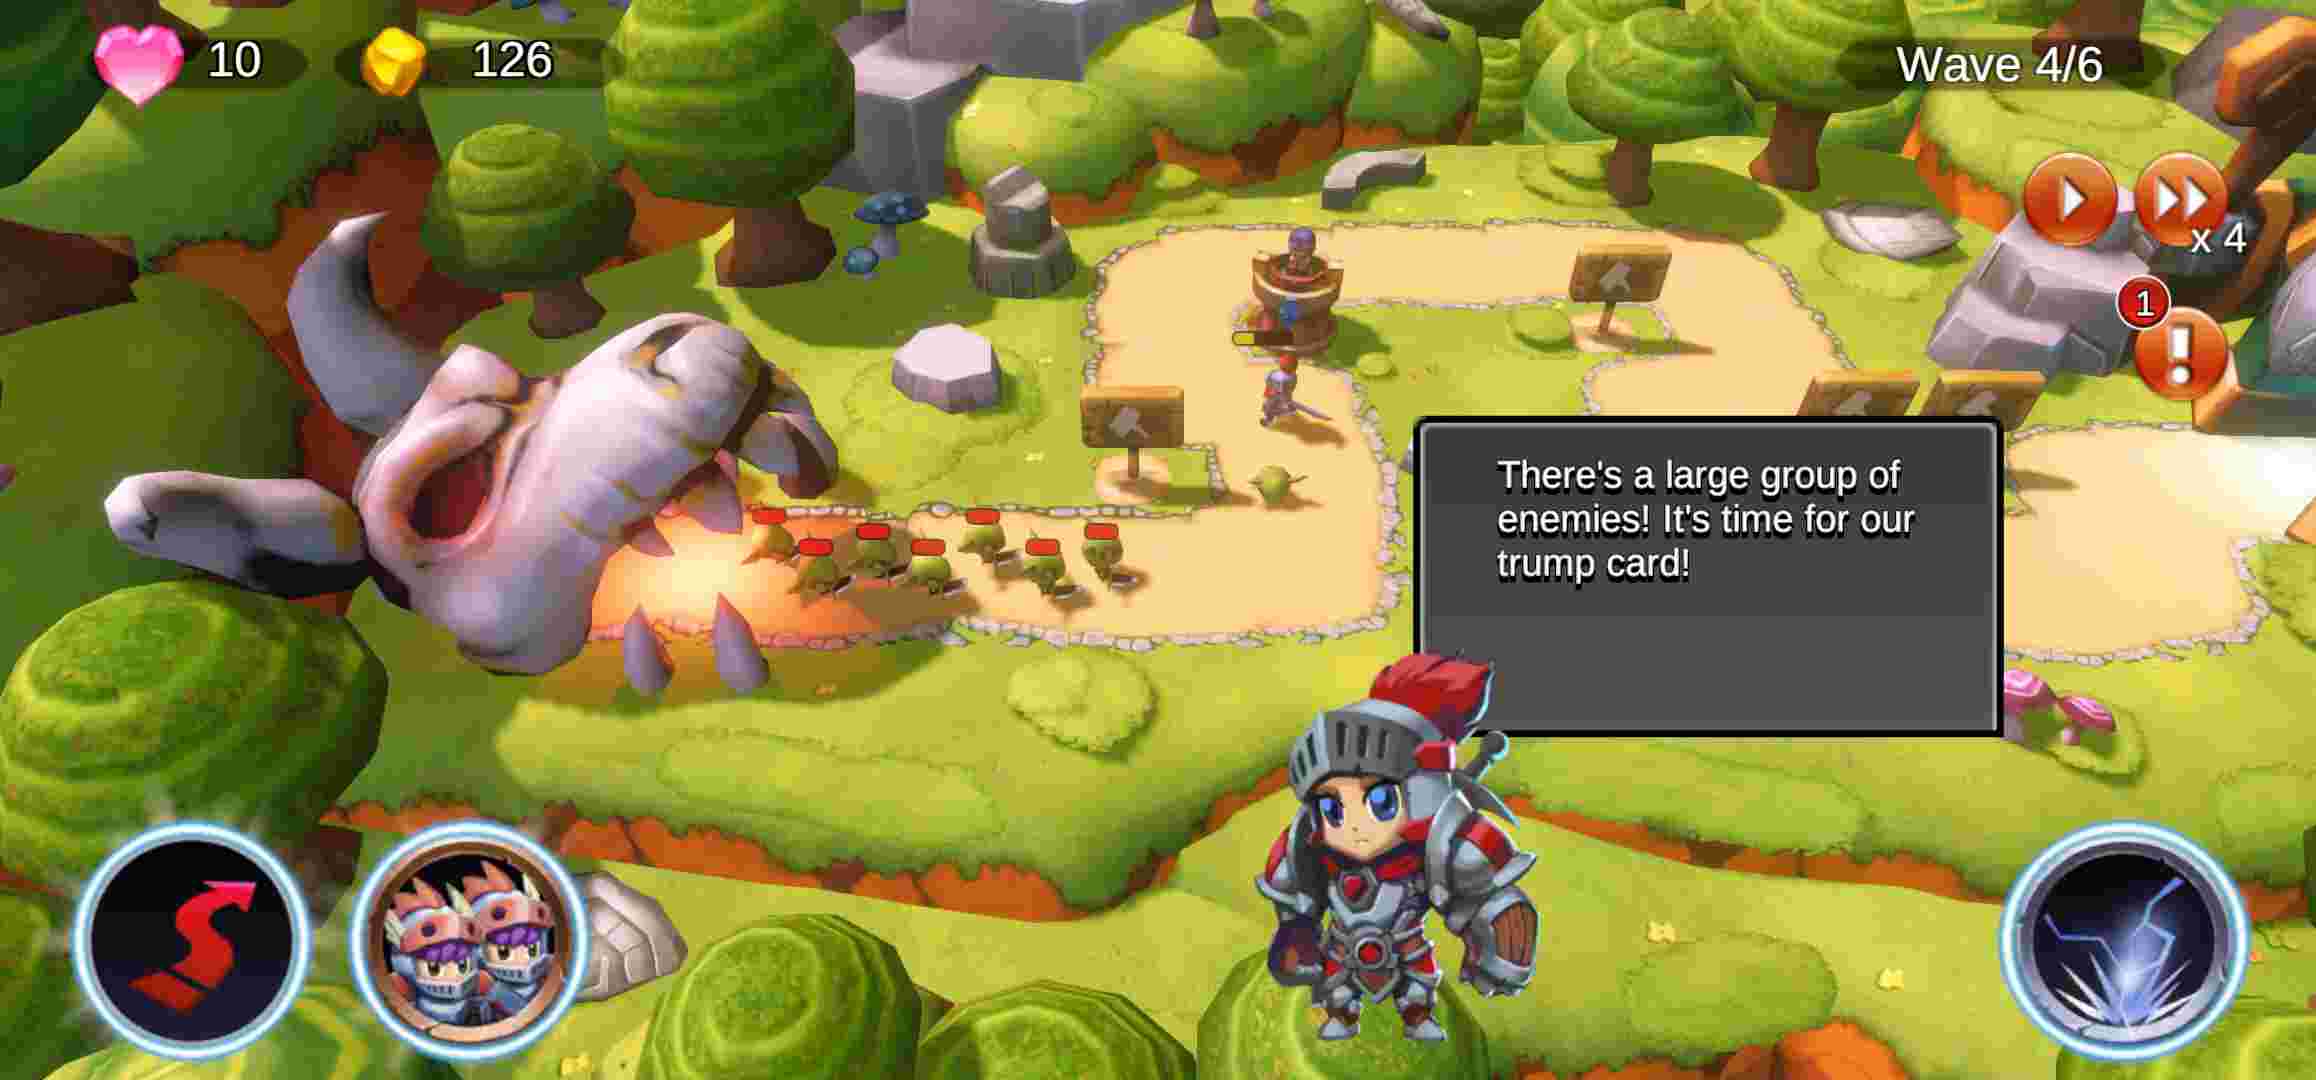 10
126
Wave 4/6
x 4
1
There's a large group of
enemies! It's time for our
trump card!